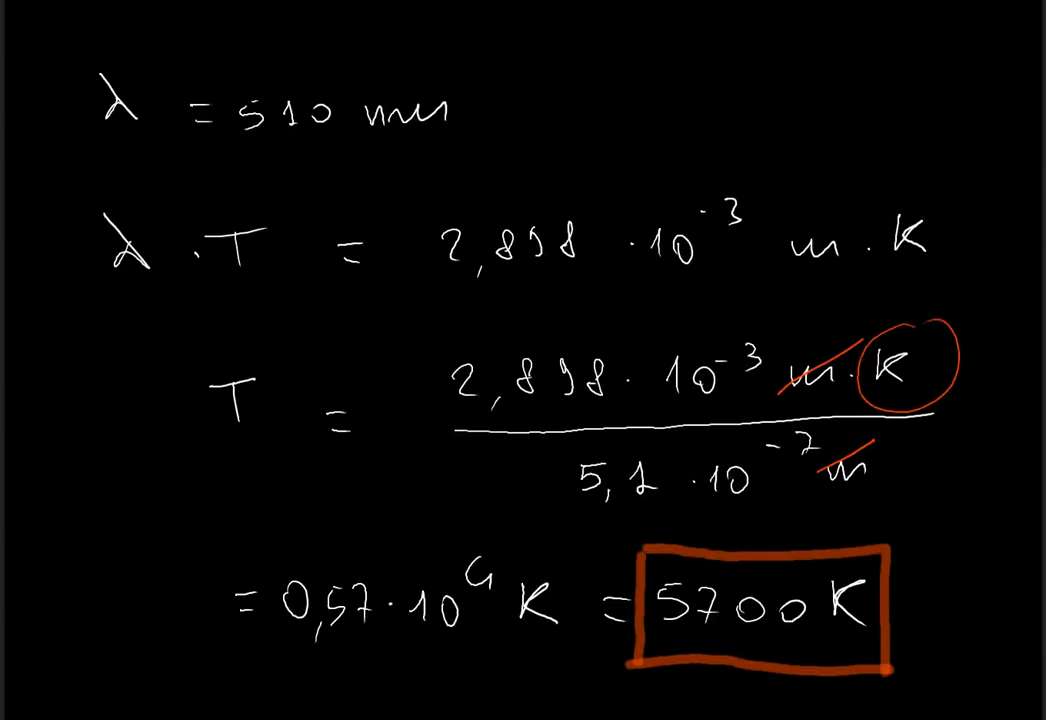 λ = 510 nm
λ · T = 2,898 · 10⁻³ m · K
T = 2,898 · 10⁻³ m · K
5,1 · 10⁻⁷ m
= 0,57 · 10⁴ K = 5700 K